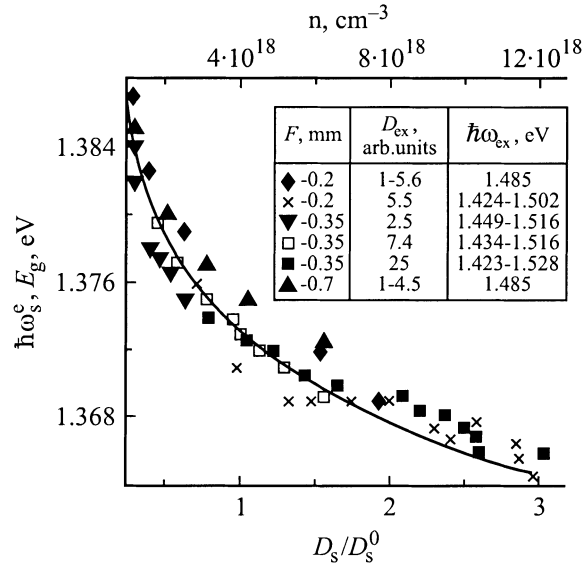 n, cm⁻³
4·10¹⁸ 8·10¹⁸ 12·10¹⁸
F, mm D_ex, arb.units ħω_ex, eV
◆ -0.2 1-5.6 1.485
× -0.2 5.5 1.424-1.502
▼ -0.35 2.5 1.449-1.516
□ -0.35 7.4 1.434-1.516
■ -0.35 25 1.423-1.528
▲ -0.7 1-4.5 1.485
ħω_s^e, E_g, eV
1.384
1.376
1.368
1 2 3
D_s/D_s^0